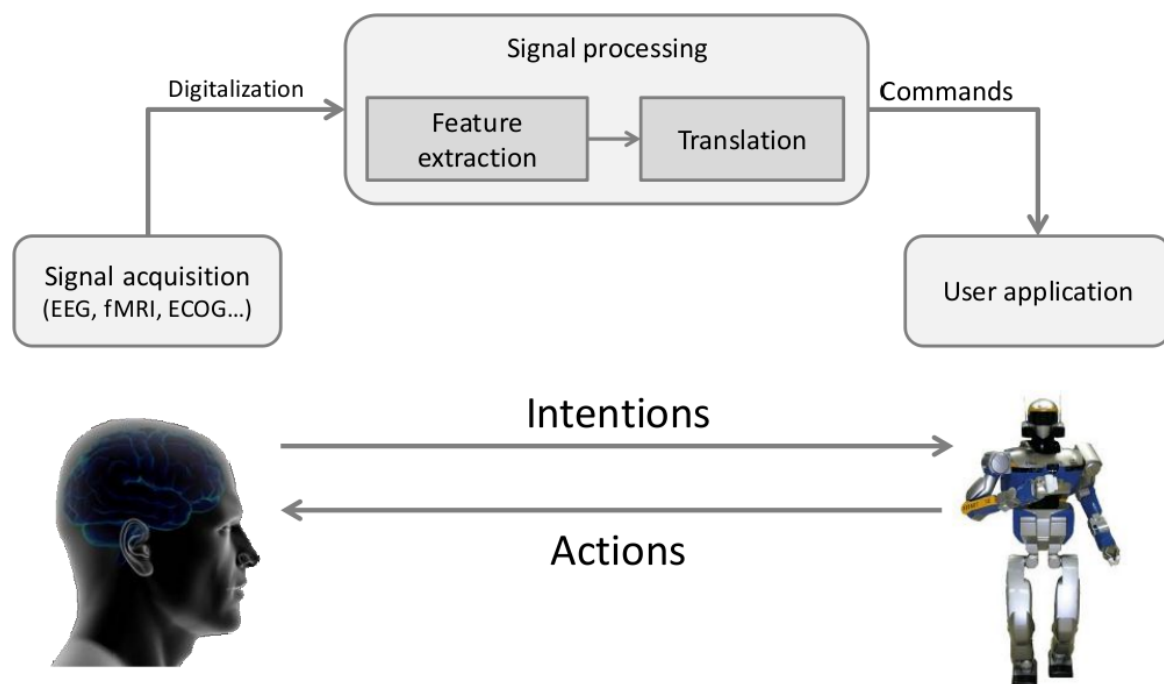 Signal processing
Digitalization
Commands
Feature
extraction
Translation
Signal acquisition
(EEG, fMRI, ECOG…)
User application
Intentions
Actions